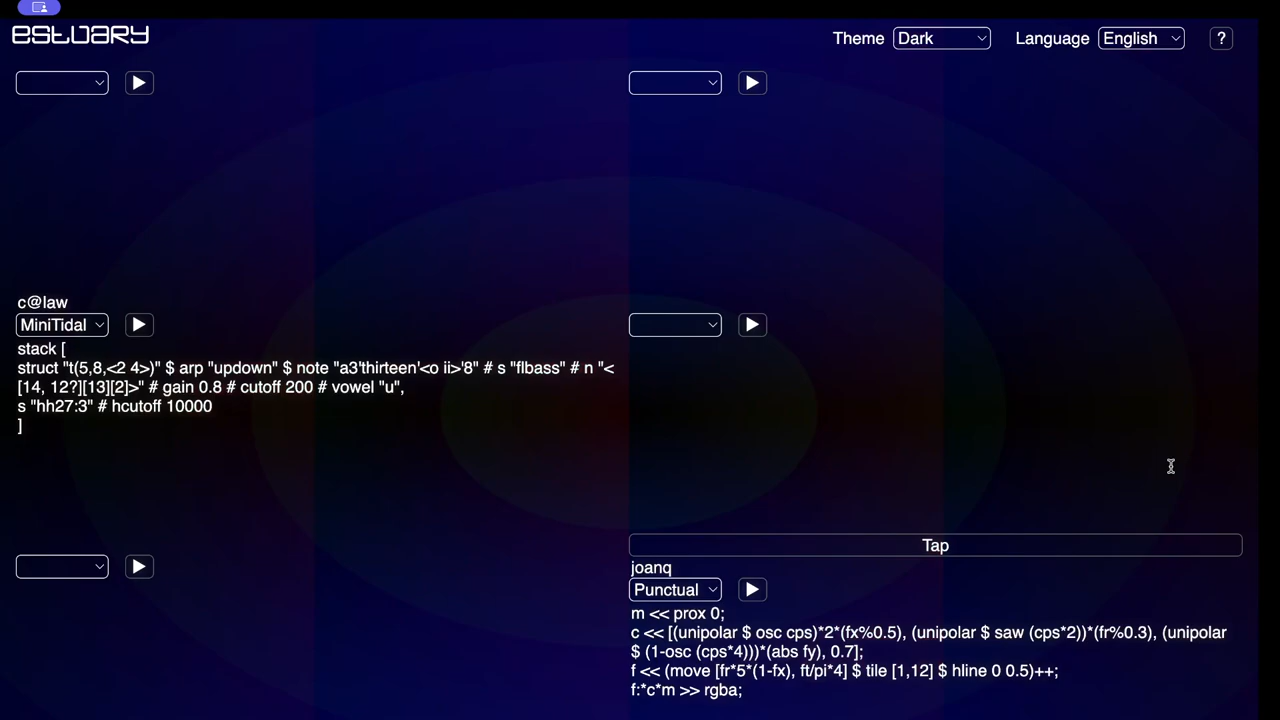 estuary
Theme Dark Language English ?
c@law
MiniTidal
stack [
struct "t(5,8,<2 4>)" $ arp "updown" $ note "a3'thirteen'<o ii>'8" # s "flbass" # n "<
[14, 12?][13][2]>" # gain 0.8 # cutoff 200 # vowel "u",
s "hh27:3" # hcutoff 10000
]
Tap
joanq
Punctual
m << prox 0;
c << [(unipolar $ osc cps)*2*(fx%0.5), (unipolar $ saw (cps*2))*(fr%0.3), (unipolar
$ (1-osc (cps*4)))*(abs fy), 0.7];
f << (move [fr*5*(1-fx), ft/pi*4] $ tile [1,12] $ hline 0 0.5)++;
f:*c*m >> rgba;